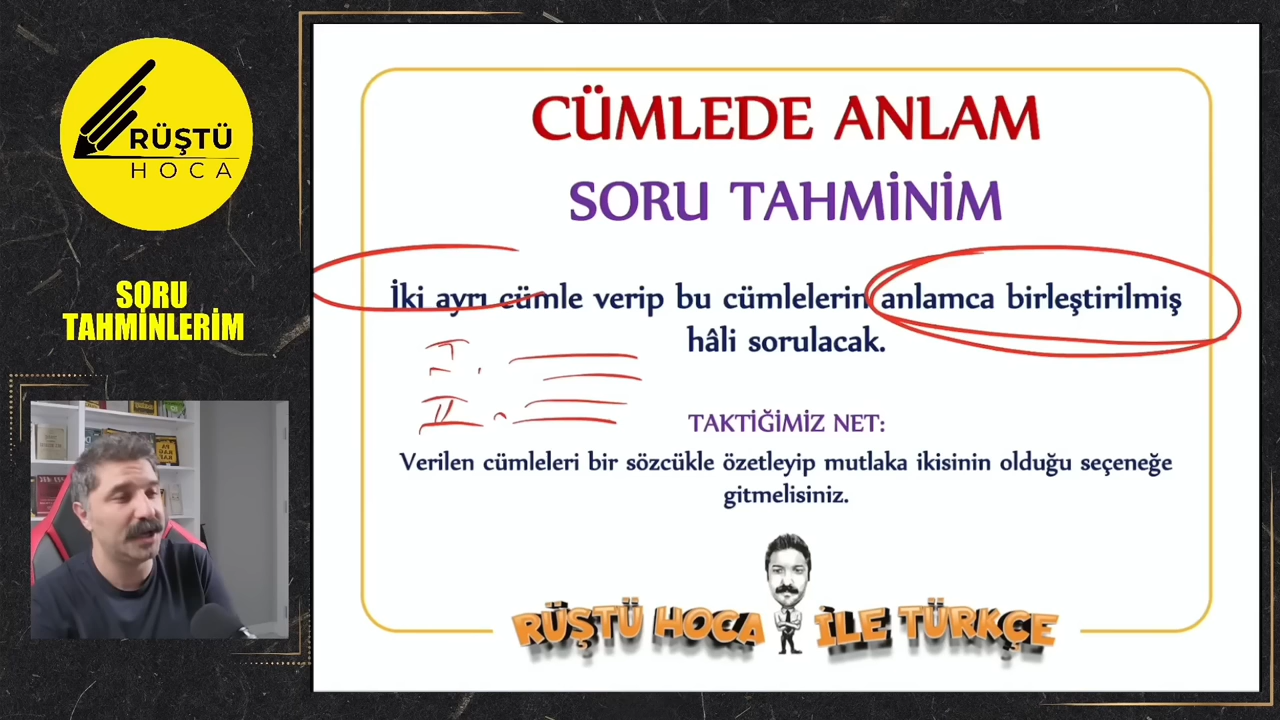 RÜŞTÜ
HOCA
SORU
TAHMİNLERİM
CÜMLEDE ANLAM
SORU TAHMİNİM
İki ayrı cümle verip bu cümlelerin anlamca birleştirilmiş
hâli sorulacak.
I.
II.
TAKTİĞİMİZ NET:
Verilen cümleleri bir sözcükle özetleyip mutlaka ikisinin olduğu seçeneğe
gitmelisiniz.
RÜŞTÜ HOCA İLE TÜRKÇE